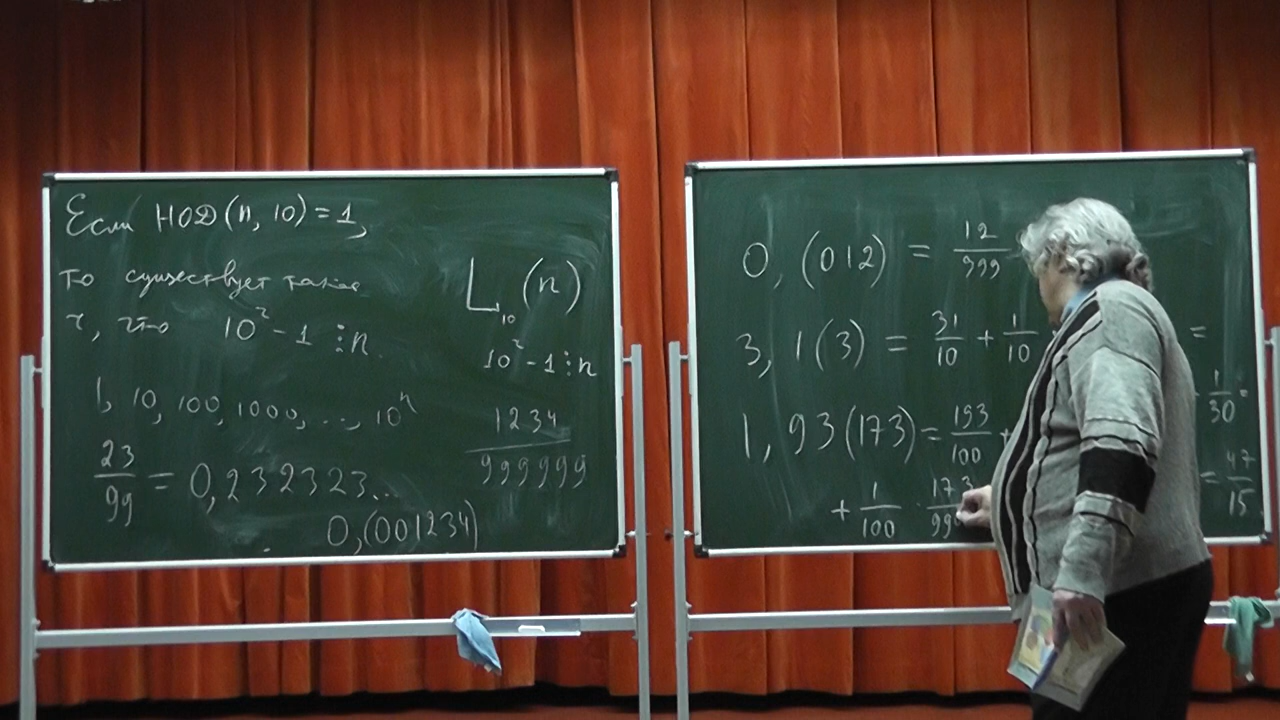 Если НОД(n, 10) = 1,
то существует такое
r, что 10^r - 1 ⋮ n.
1, 10, 100, 1000, ..., 10^n
23/99 = 0,232323...
0,(001234)
L_10 (n)
10^r - 1 ⋮ n
1234/999999
0,(012) = 12/999
3,1(3) = 31/10 + 1/10 =
1/30 =
= 47/15
1,93(173) = 193/100 +
+ 1/100 · 173/99